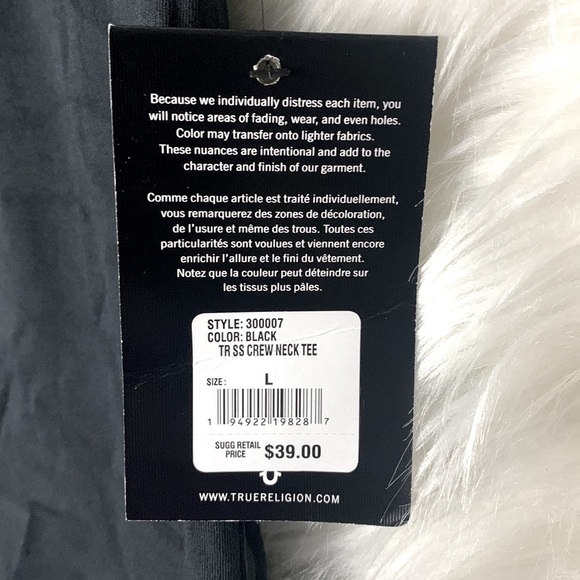 Because we individually distress each item, you
will notice areas of fading, wear, and even holes.
Color may transfer onto lighter fabrics.
These nuances are intentional and add to the
character and finish of our garment.
Comme chaque article est traité individuellement,
vous remarquerez des zones de décoloration,
de l'usure et même des trous. Toutes ces
particularités sont voulues et viennent encore
enrichir l'allure et le fini du vêtement.
Notez que la couleur peut déteindre sur
les tissus plus pâles.
STYLE: 300007
COLOR: BLACK
TR SS CREW NECK TEE
SIZE: L
1 94922 19828 7
SUGG RETAIL
PRICE $39.00
WWW.TRUERELIGION.COM